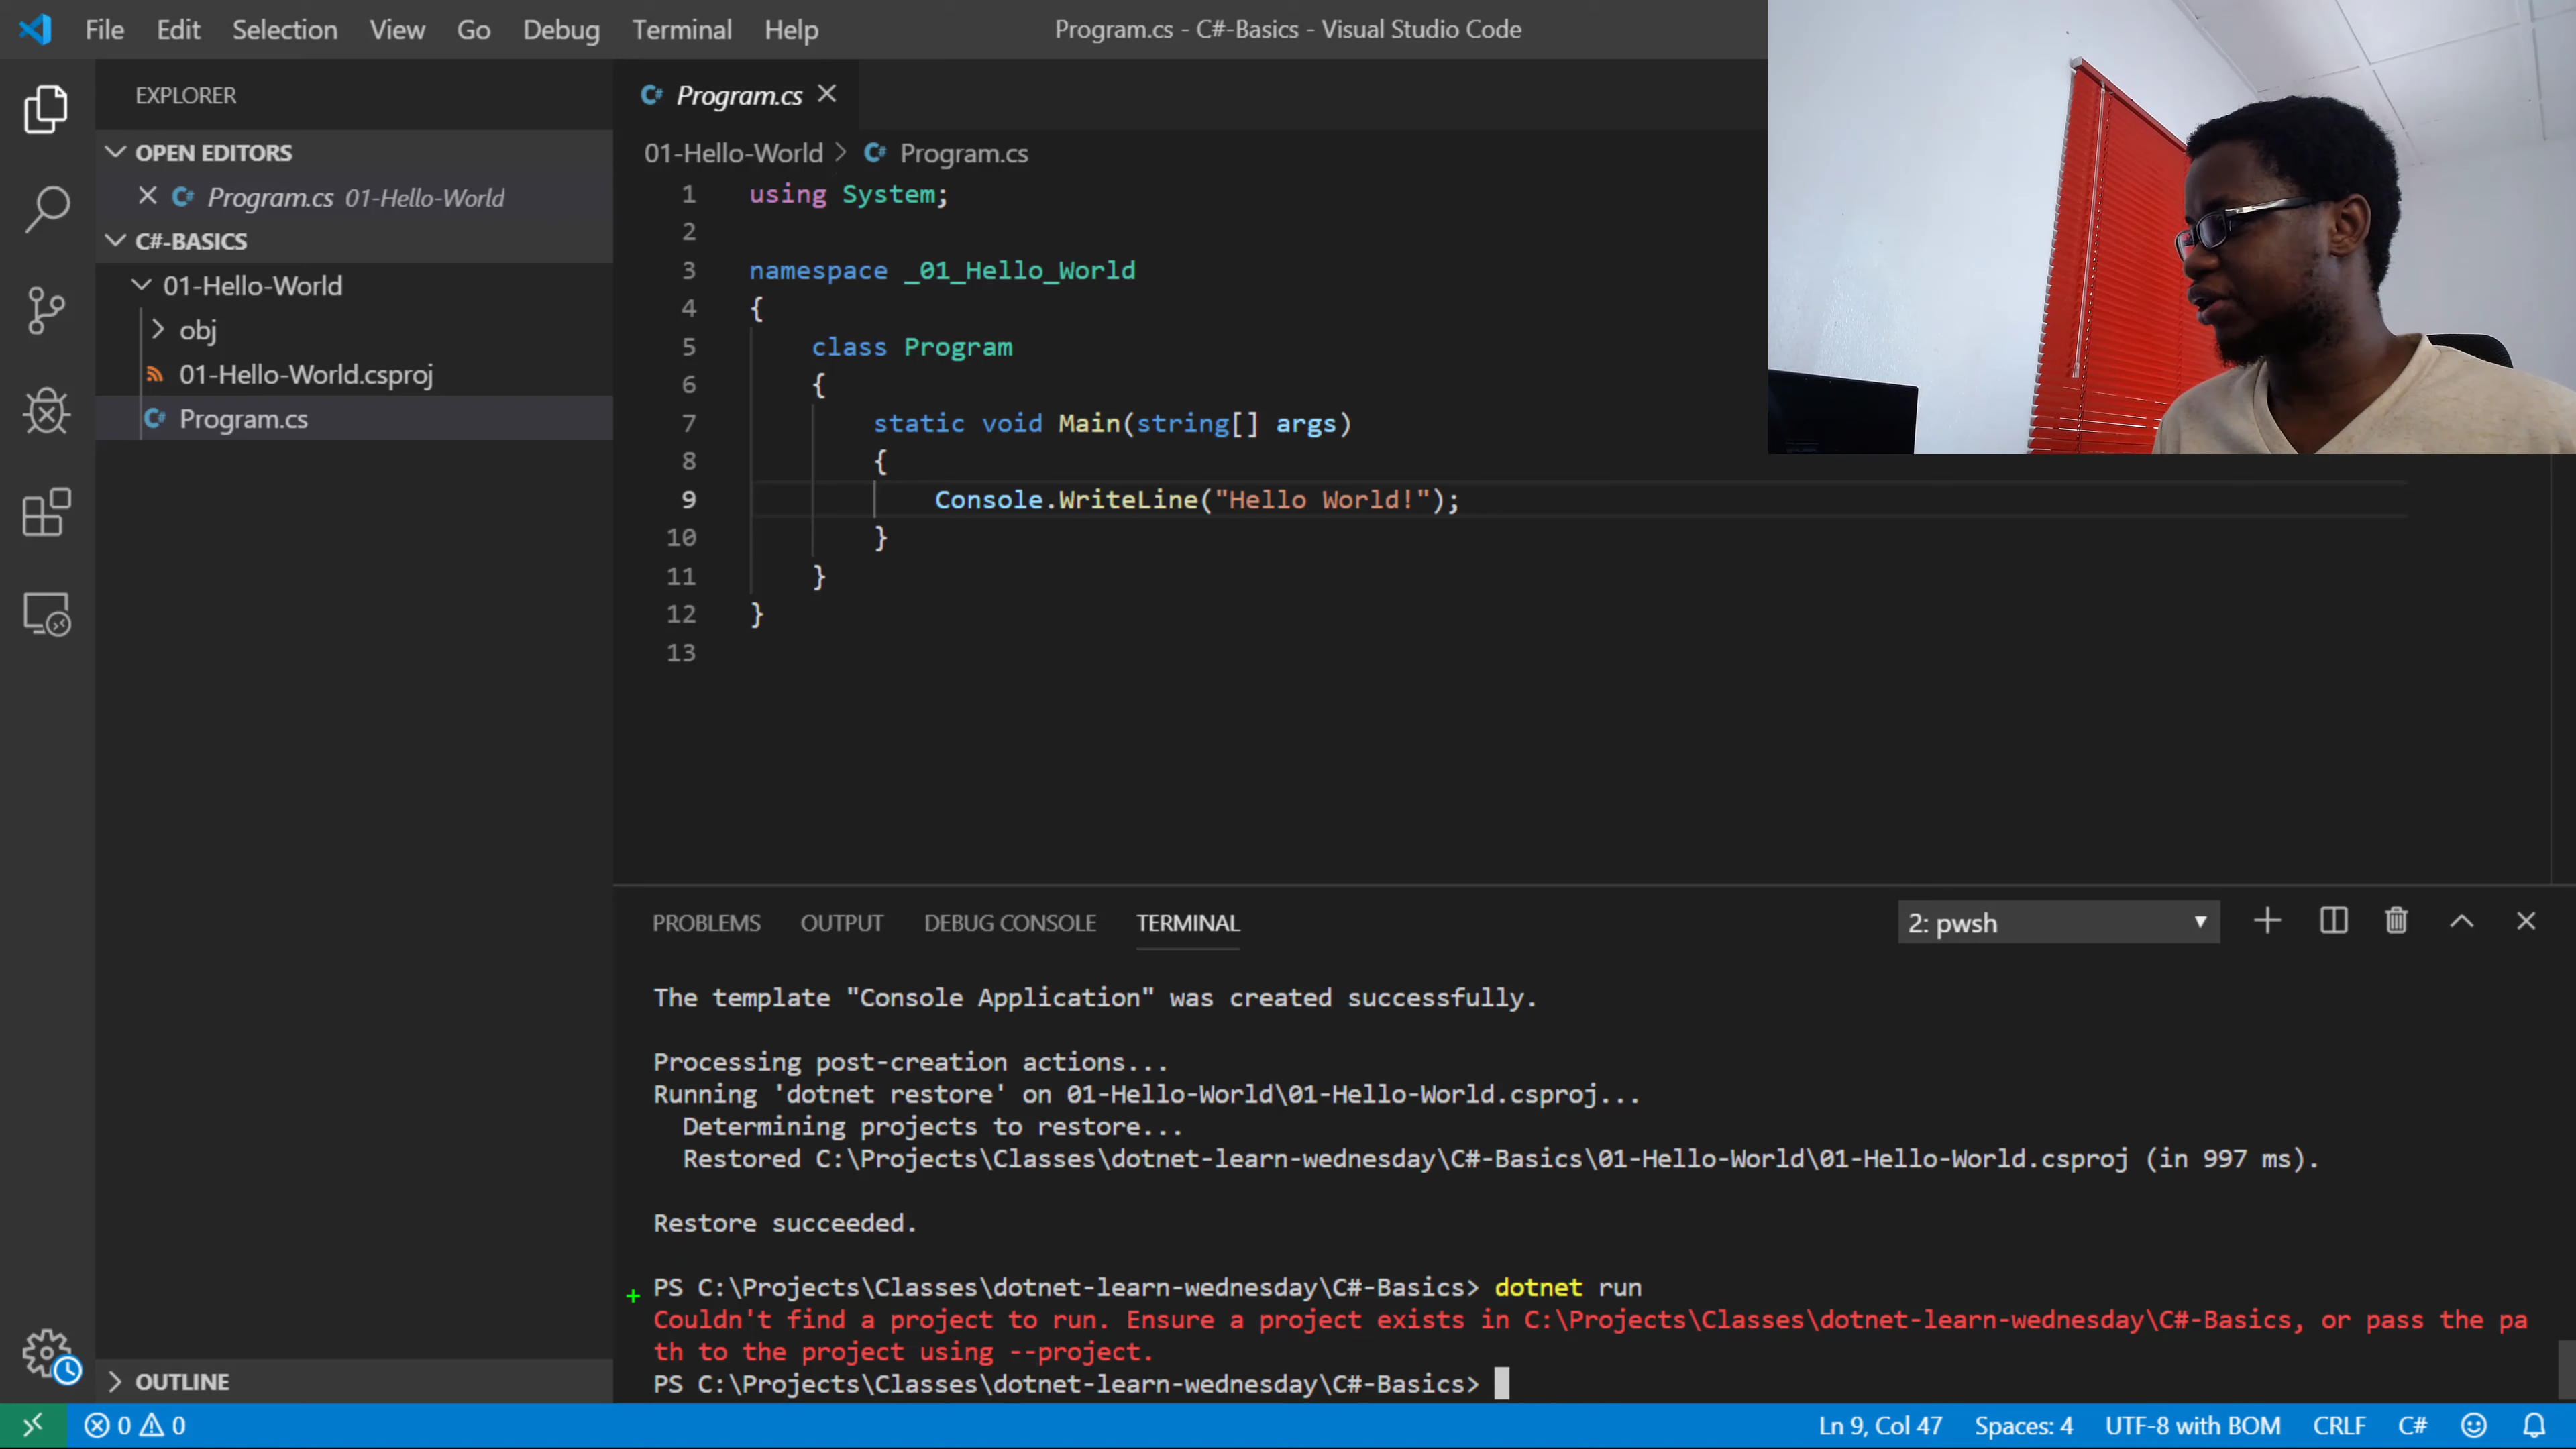 File Edit Selection View Go Debug Terminal Help
Program.cs - C#-Basics - Visual Studio Code
EXPLORER
OPEN EDITORS
Program.cs 01-Hello-World
C#-BASICS
01-Hello-World
obj
01-Hello-World.csproj
Program.cs
OUTLINE
Program.cs
01-Hello-World > Program.cs
1 using System;
2
3 namespace _01_Hello_World
4 {
5 class Program
6 {
7 static void Main(string[] args)
8 {
9 Console.WriteLine("Hello World!");
10 }
11 }
12 }
13
PROBLEMS OUTPUT DEBUG CONSOLE TERMINAL
2: pwsh
The template "Console Application" was created successfully.
Processing post-creation actions...
Running 'dotnet restore' on 01-Hello-World\01-Hello-World.csproj...
Determining projects to restore...
Restored C:\Projects\Classes\dotnet-learn-wednesday\C#-Basics\01-Hello-World\01-Hello-World.csproj (in 997 ms).
Restore succeeded.
PS C:\Projects\Classes\dotnet-learn-wednesday\C#-Basics> dotnet run
Couldn't find a project to run. Ensure a project exists in C:\Projects\Classes\dotnet-learn-wednesday\C#-Basics, or pass the pa
th to the project using --project.
PS C:\Projects\Classes\dotnet-learn-wednesday\C#-Basics>
0 0
Ln 9, Col 47 Spaces: 4 UTF-8 with BOM CRLF C#